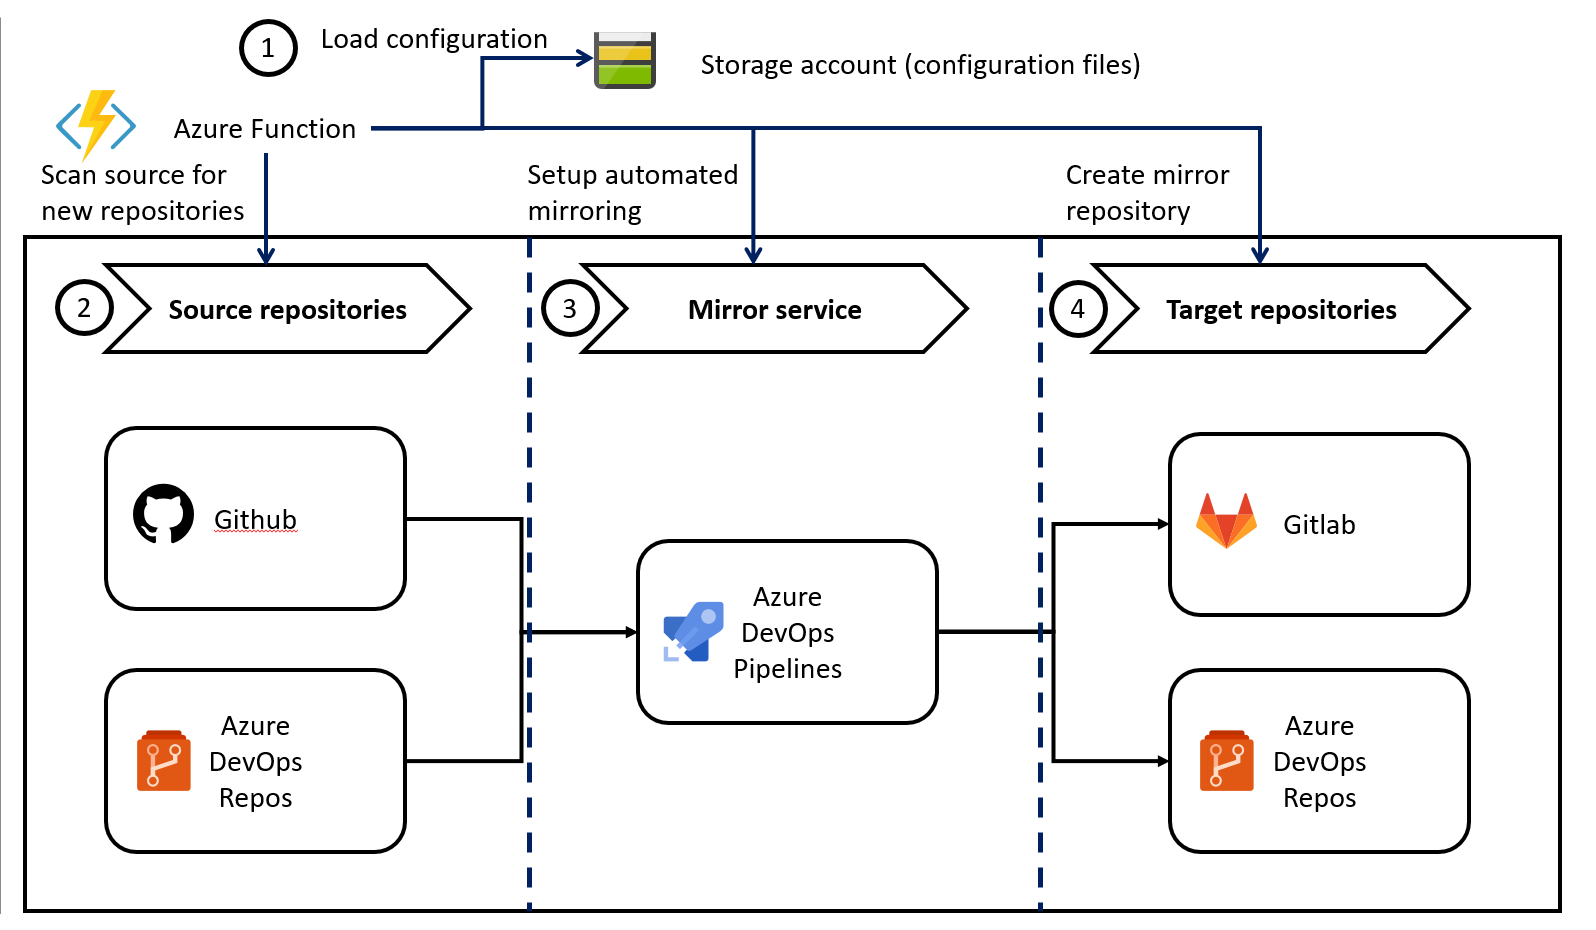 1
Load configuration
Storage account (configuration files)
Azure Function
Scan source for
new repositories
Setup automated
mirroring
Create mirror
repository
2
Source repositories
3
Mirror service
4
Target repositories
Github
Azure
DevOps
Repos
Azure
DevOps
Pipelines
Gitlab
Azure
DevOps
Repos